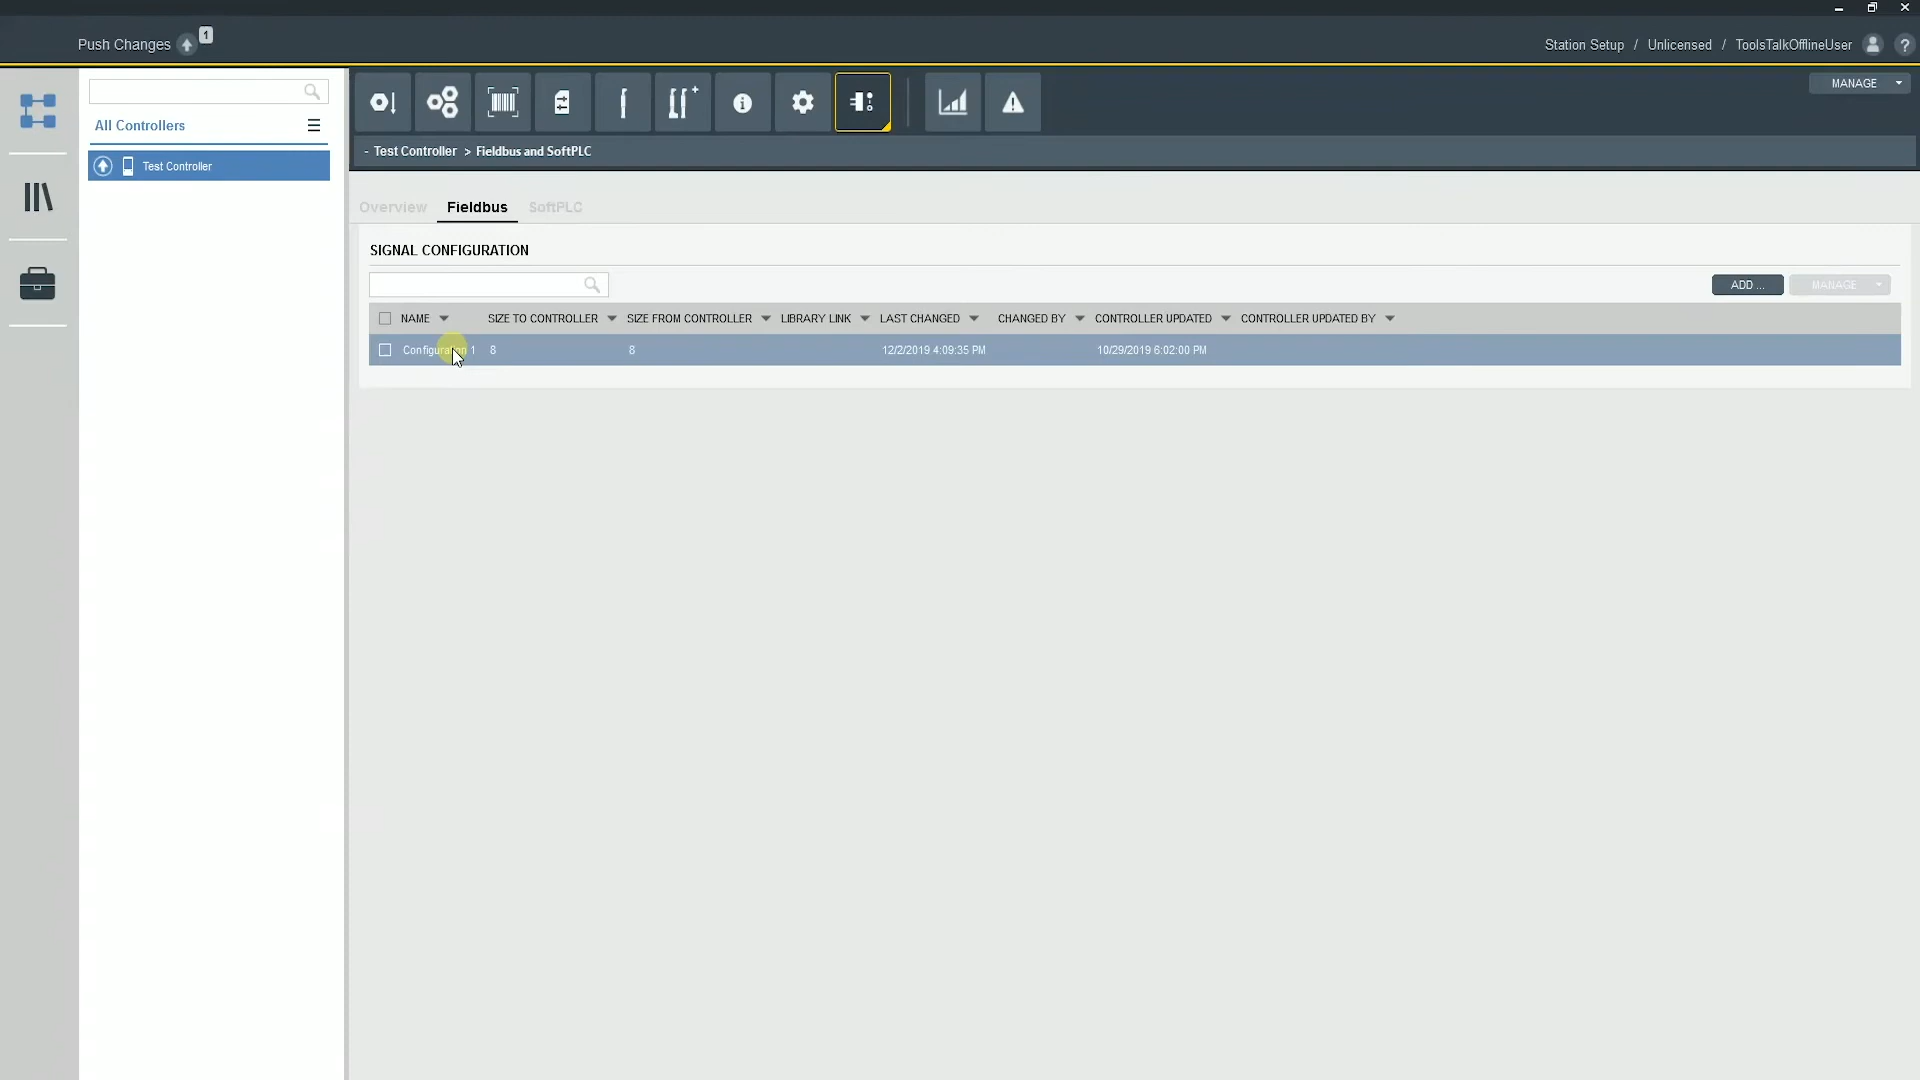 Push Changes 1
Station Setup / Unlicensed / ToolsTalkOfflineUser ?
MANAGE
All Controllers
Test Controller
- Test Controller > Fieldbus and SoftPLC
Overview Fieldbus SoftPLC
SIGNAL CONFIGURATION
ADD ... MANAGE
NAME SIZE TO CONTROLLER SIZE FROM CONTROLLER LIBRARY LINK LAST CHANGED CHANGED BY CONTROLLER UPDATED CONTROLLER UPDATED BY
Configuration 1 8 8 12/2/2019 4:09:35 PM 10/29/2019 6:02:00 PM